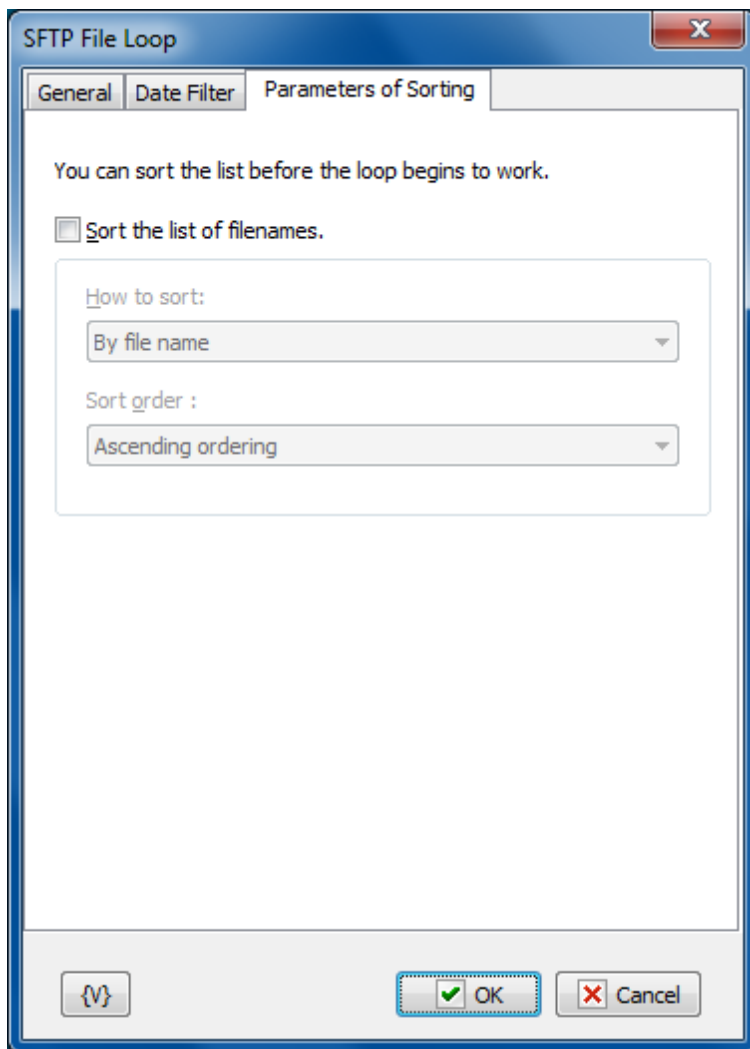 SFTP File Loop
General Date Filter Parameters of Sorting
You can sort the list before the loop begins to work.
Sort the list of filenames.
How to sort:
By file name
Sort order :
Ascending ordering
{V} OK Cancel